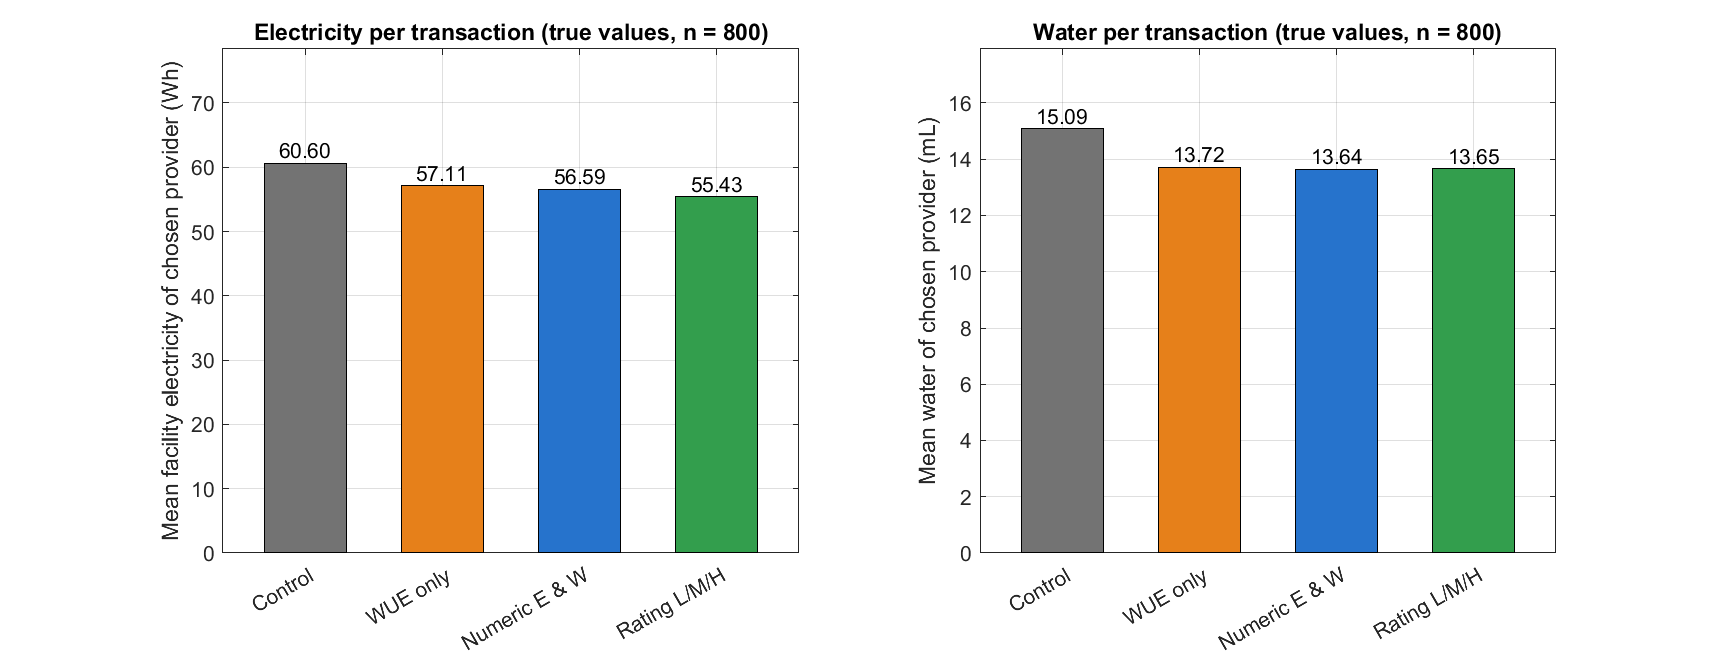 Electricity per transaction (true values, n = 800)
Mean facility electricity of chosen provider (Wh)
70
60
50
40
30
20
10
0
60.60
57.11
56.59
55.43
Control
WUE only
Numeric E & W
Rating L/M/H
Water per transaction (true values, n = 800)
Mean water of chosen provider (mL)
16
14
12
10
8
6
4
2
0
15.09
13.72
13.64
13.65
Control
WUE only
Numeric E & W
Rating L/M/H